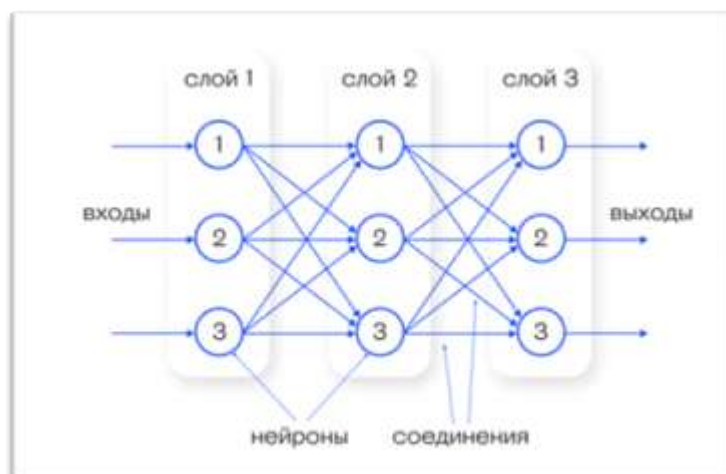 слой 1 слой 2 слой 3
1 1 1
входы выходы
2 2 2
3 3 3
нейроны соединения